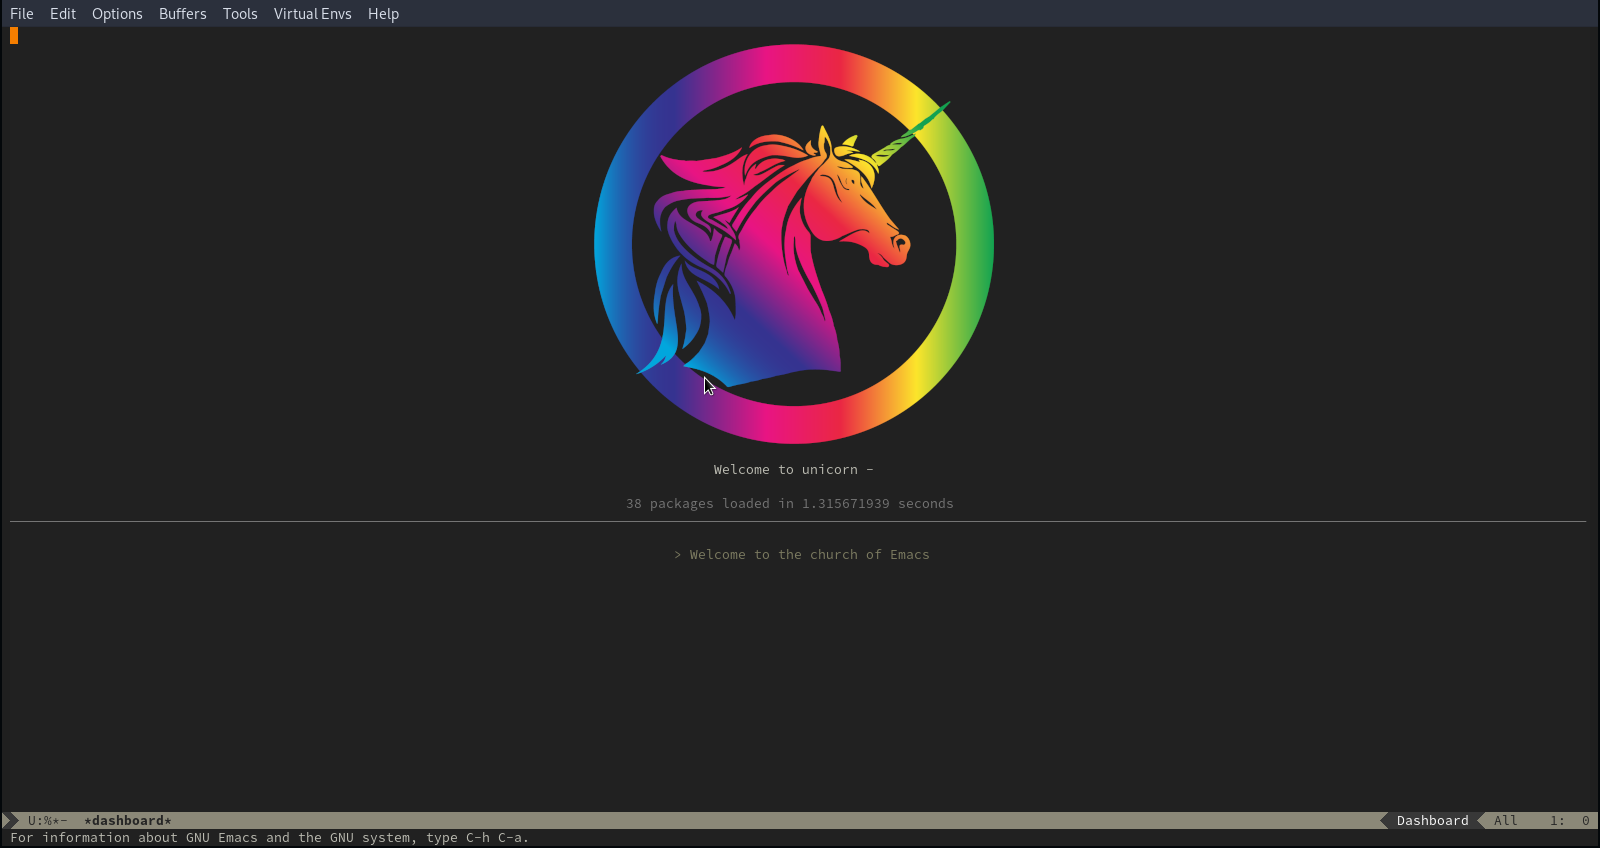 File Edit Options Buffers Tools Virtual Envs Help
Welcome to unicorn -
38 packages loaded in 1.315671939 seconds
> Welcome to the church of Emacs
U:%*- *dashboard* Dashboard All 1: 0
For information about GNU Emacs and the GNU system, type C-h C-a.